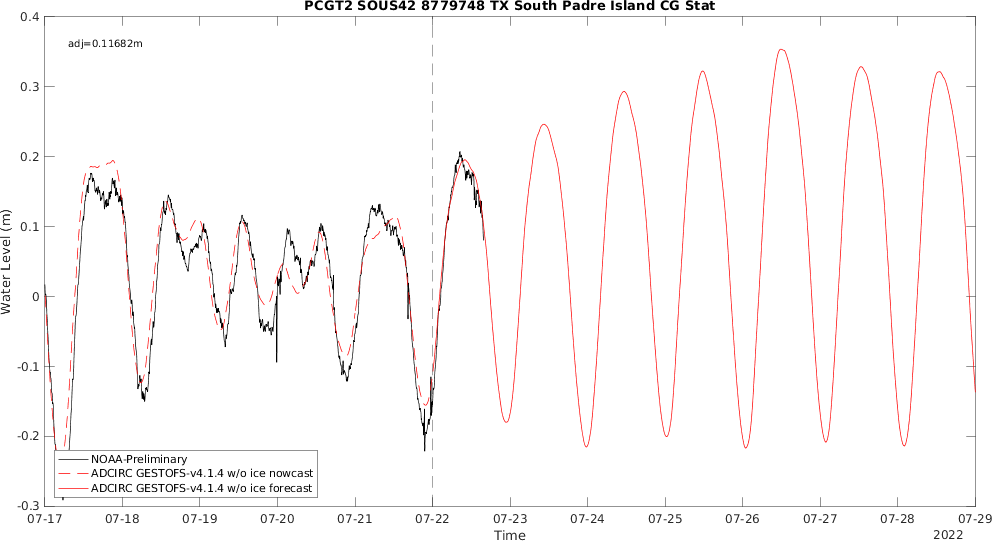 PCGT2 SOUS42 8779748 TX South Padre Island CG Stat
adj=0.11682m
Water Level (m)
0.4
0.3
0.2
0.1
0
-0.1
-0.2
-0.3
NOAA-Preliminary
ADCIRC GESTOFS-v4.1.4 w/o ice nowcast
ADCIRC GESTOFS-v4.1.4 w/o ice forecast
07-17 07-18 07-19 07-20 07-21 07-22 07-23 07-24 07-25 07-26 07-27 07-28 07-29
Time
2022